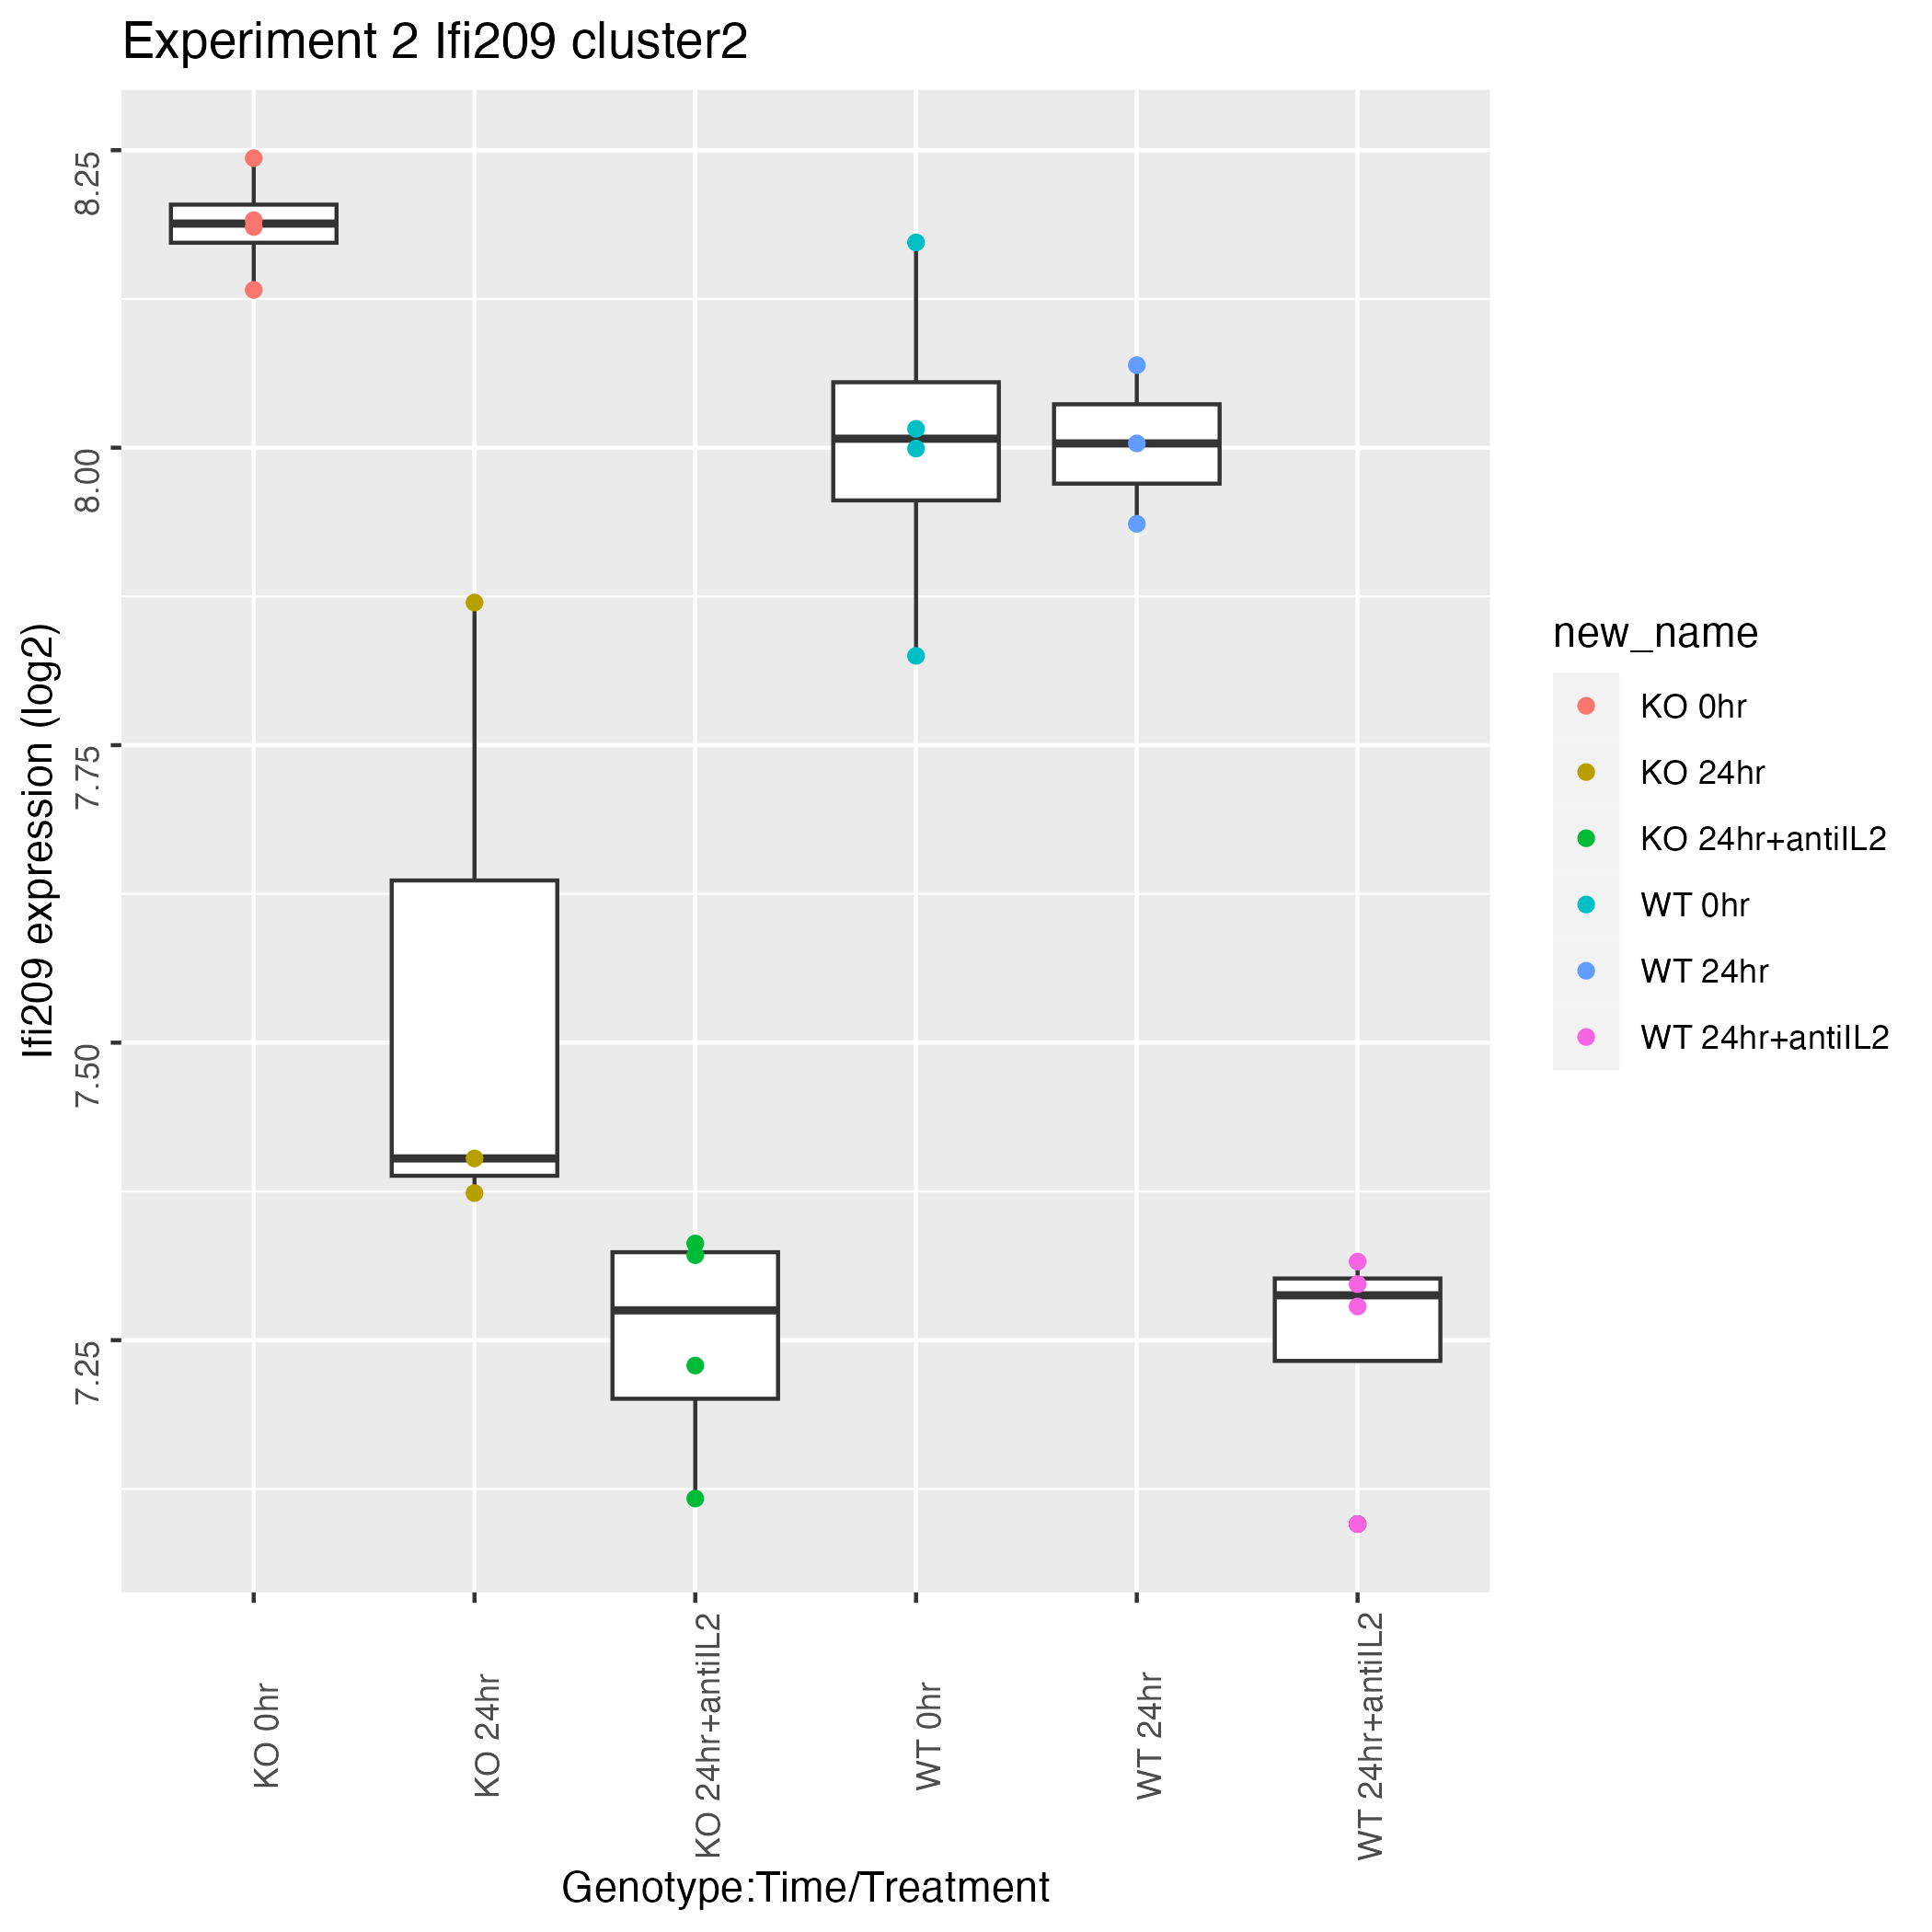 Experiment 2 Ifi209 cluster2
Ifi209 expression (log2)
8.25
8.00
7.75
7.50
7.25
KO 0hr
KO 24hr
KO 24hr+antiIL2
WT 0hr
WT 24hr
WT 24hr+antiIL2
Genotype:Time/Treatment
new_name
KO 0hr
KO 24hr
KO 24hr+antiIL2
WT 0hr
WT 24hr
WT 24hr+antiIL2